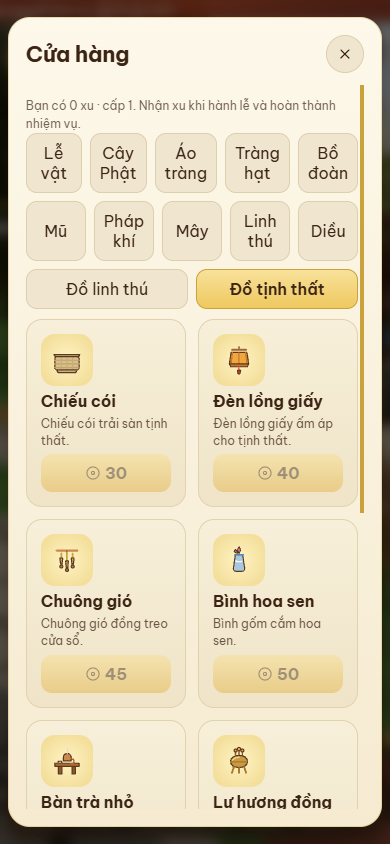 Cửa hàng
Bạn có 0 xu · cấp 1. Nhận xu khi hành lễ và hoàn thành
nhiệm vụ.
Lễ vật
Cây Phật
Áo tràng
Tràng hạt
Bồ đoàn
Mũ
Pháp khí
Mây
Linh thú
Diều
Đồ linh thú
Đồ tịnh thất
Chiếu cói
Chiếu cói trải sàn tịnh
thất.
30
Đèn lồng giấy
Đèn lồng giấy ấm áp
cho tịnh thất.
40
Chuông gió
Chuông gió đồng treo
cửa sổ.
45
Bình hoa sen
Bình gốm cắm hoa
sen.
50
Bàn trà nhỏ
Lư hương đồng